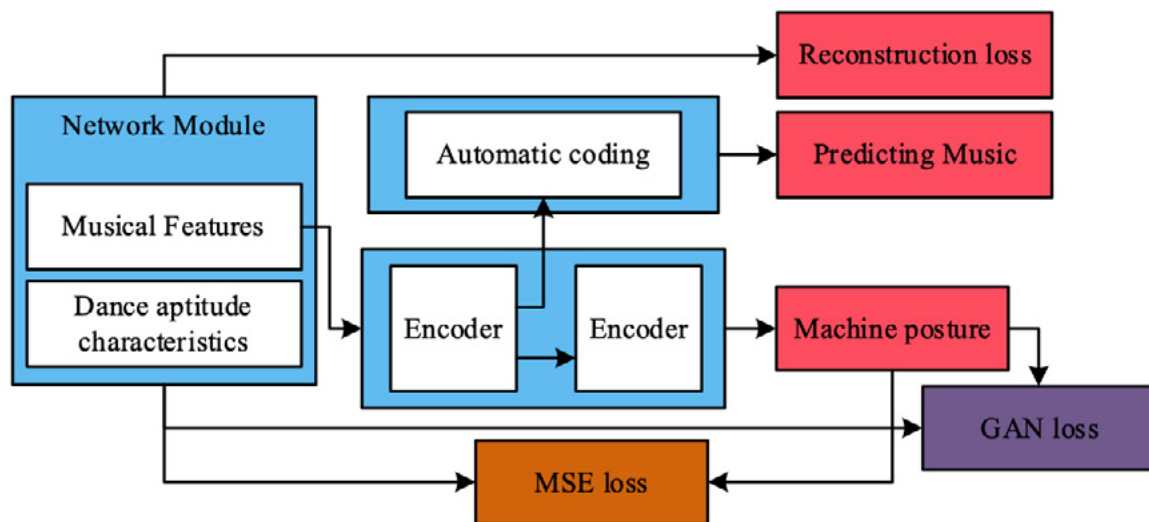 Reconstruction loss
Network Module
Automatic coding
Predicting Music
Musical Features
Dance aptitude
characteristics
Encoder
Encoder
Machine posture
GAN loss
MSE loss